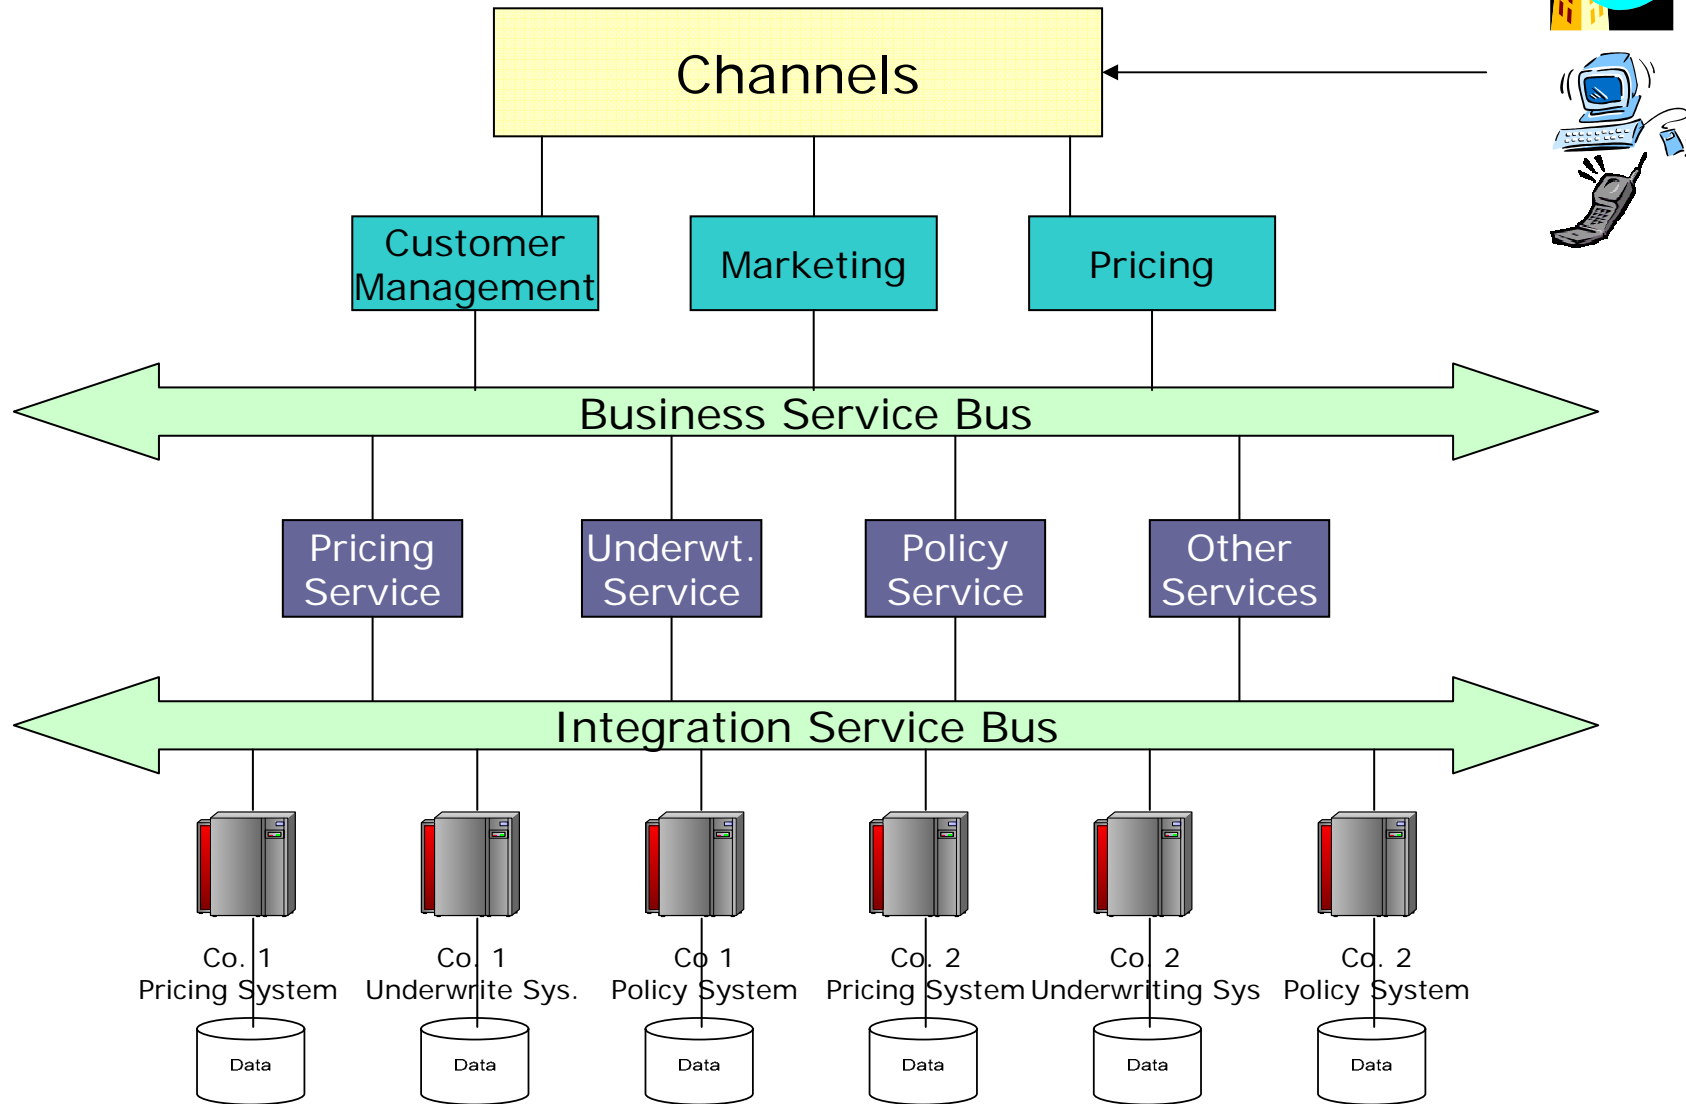 Channels
Customer
Management
Marketing
Pricing
Business Service Bus
Pricing
Service
Underwt.
Service
Policy
Service
Other
Services
Integration Service Bus
Co. 1
Pricing System
Co. 1
Underwrite Sys.
Co 1
Policy System
Co. 2
Pricing System
Co. 2
Underwriting Sys
Co. 2
Policy System
Data
Data
Data
Data
Data
Data